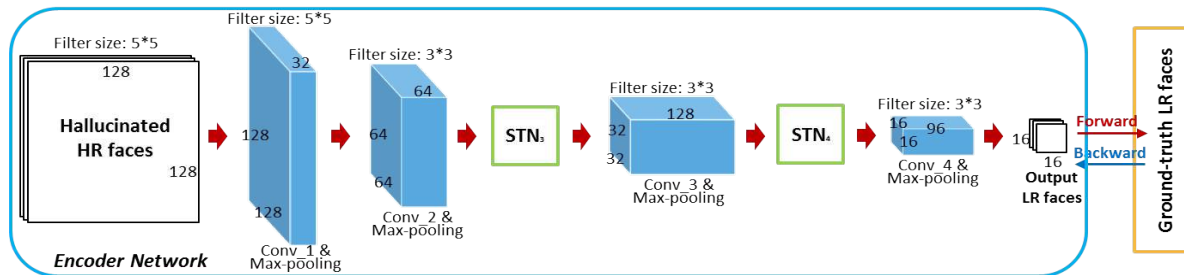 Filter size: 5*5
128
Hallucinated
HR faces
128
Encoder Network
Filter size: 5*5
32
128
128
Conv_1 &
Max-pooling
Filter size: 3*3
64
64
64
Conv_2 &
Max-pooling
STN₃
Filter size: 3*3
128
32
32
Conv_3 &
Max-pooling
STN₄
Filter size: 3*3
16
96
16
Conv_4 &
Max-pooling
16
16
Output
LR faces
Forward
Backward
Ground-truth LR faces